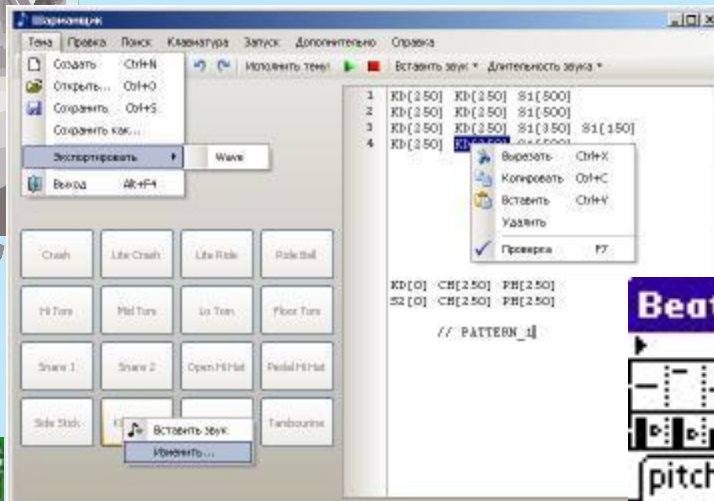 Шарманщик
Тема Правка Поиск Клавиатура Запуск Дополнительно Справка
Создать Ctrl+N
Открыть... Ctrl+O
Сохранить Ctrl+S
Сохранить как...
Экспортировать
Wave
Выход Alt+F4
Исполнить тему:
Вставить звук
Длительность звука
1 KD[250] KD[250] S1[500]
2 KD[250] KD[250] S1[500]
3 KD[250] KD[250] S1[350] S1[150]
4 KD[250]
Вырезать Ctrl+X
Копировать Ctrl+C
Вставить Ctrl+V
Удалить
Проверка F7
KD[0] CH[250] PH[250]
S2[0] CH[250] PH[250]
// PATTERN_1
Crash Lite Crash Lite Ride Ride Bell
Hi Tom Mid Tom Lo Tom Floor Tom
Snare 1 Snare 2 Open Hi Hat Pedal Hi Hat
Side Stick Tambourine
Вставить звук
Изменить...
Beat
pitch